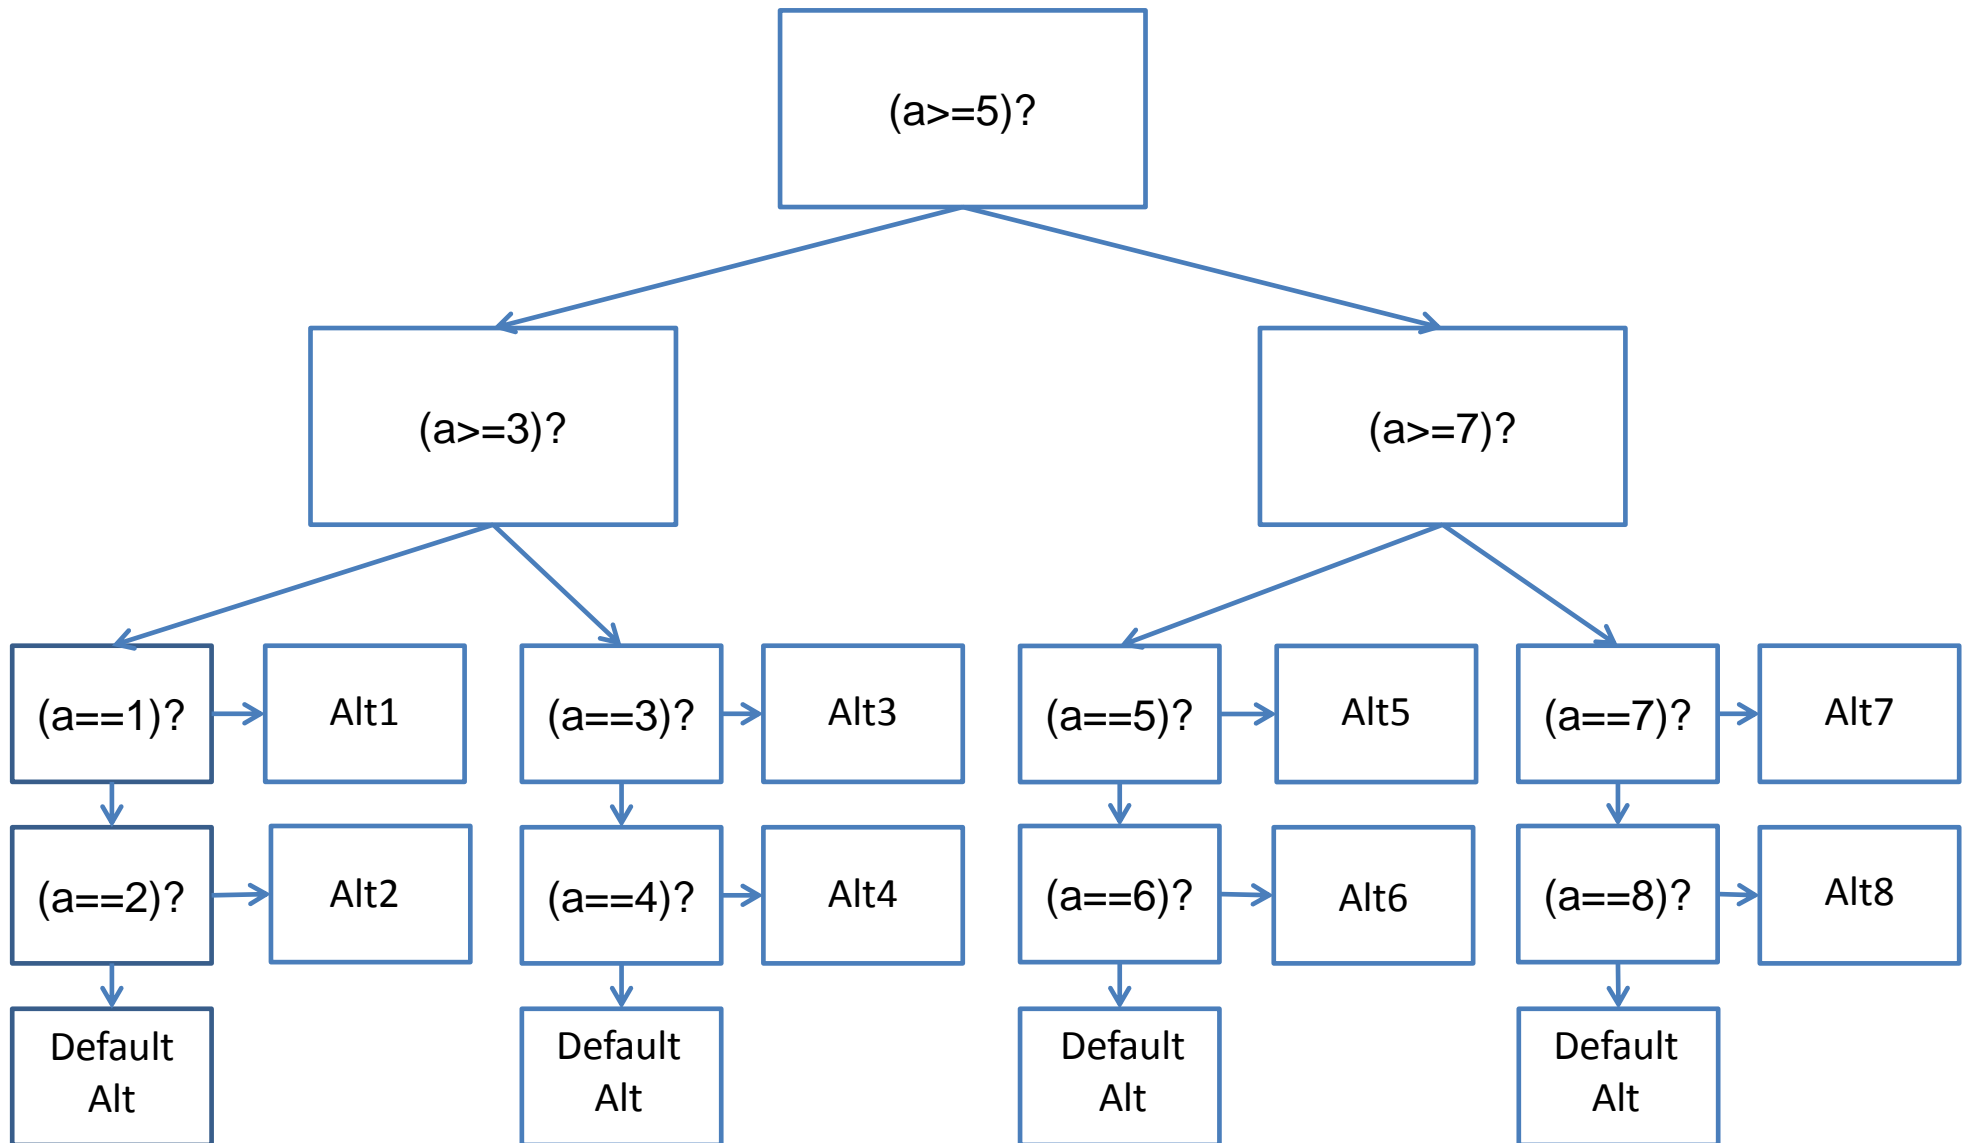 (a>=5)?
(a>=3)?
(a>=7)?
(a==1)?
Alt1
(a==3)?
Alt3
(a==5)?
Alt5
(a==7)?
Alt7
(a==2)?
Alt2
(a==4)?
Alt4
(a==6)?
Alt6
(a==8)?
Alt8
Default
Alt
Default
Alt
Default
Alt
Default
Alt